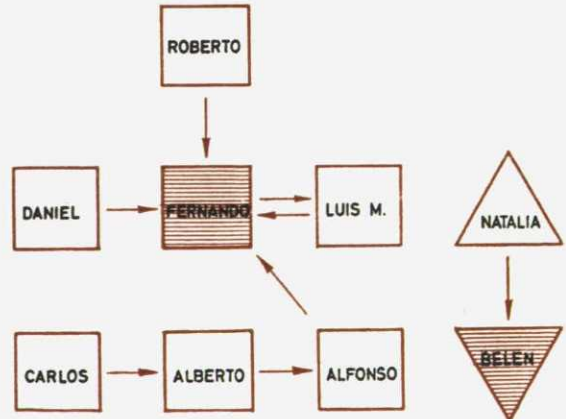 ROBERTO
DANIEL
FERNANDO
LUIS M.
NATALIA
CARLOS
ALBERTO
ALFONSO
BELEN